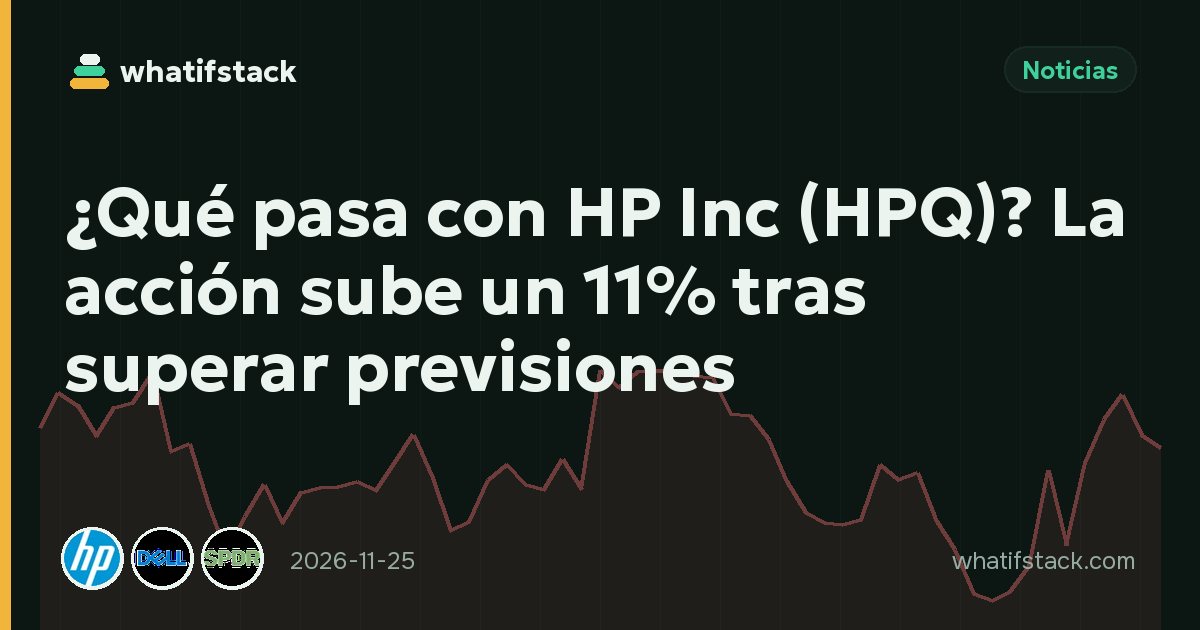 whatifstack
Noticias
¿Qué pasa con HP Inc (HPQ)? La
acción sube un 11% tras
superar previsiones
hp
DELL
SPDR
2026-11-25
whatifstack.com